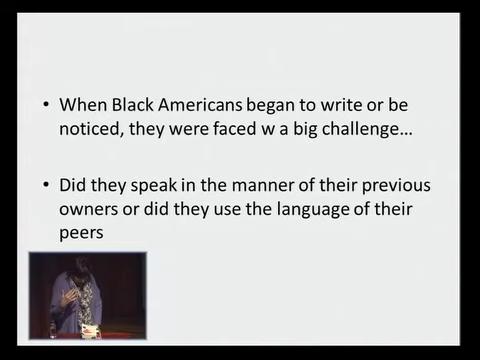 • When Black Americans began to write or be
noticed, they were faced w a big challenge…
• Did they speak in the manner of their previous
owners or did they use the language of their
peers